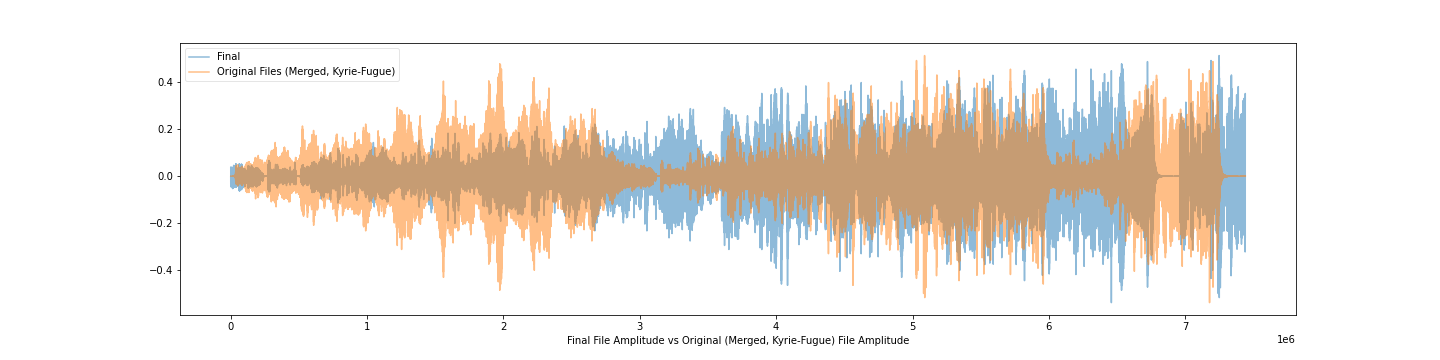 Final
Original Files (Merged, Kyrie-Fugue)
0.4
0.2
0.0
−0.2
−0.4
0 1 2 3 4 5 6 7
1e6
Final File Amplitude vs Original (Merged, Kyrie-Fugue) File Amplitude